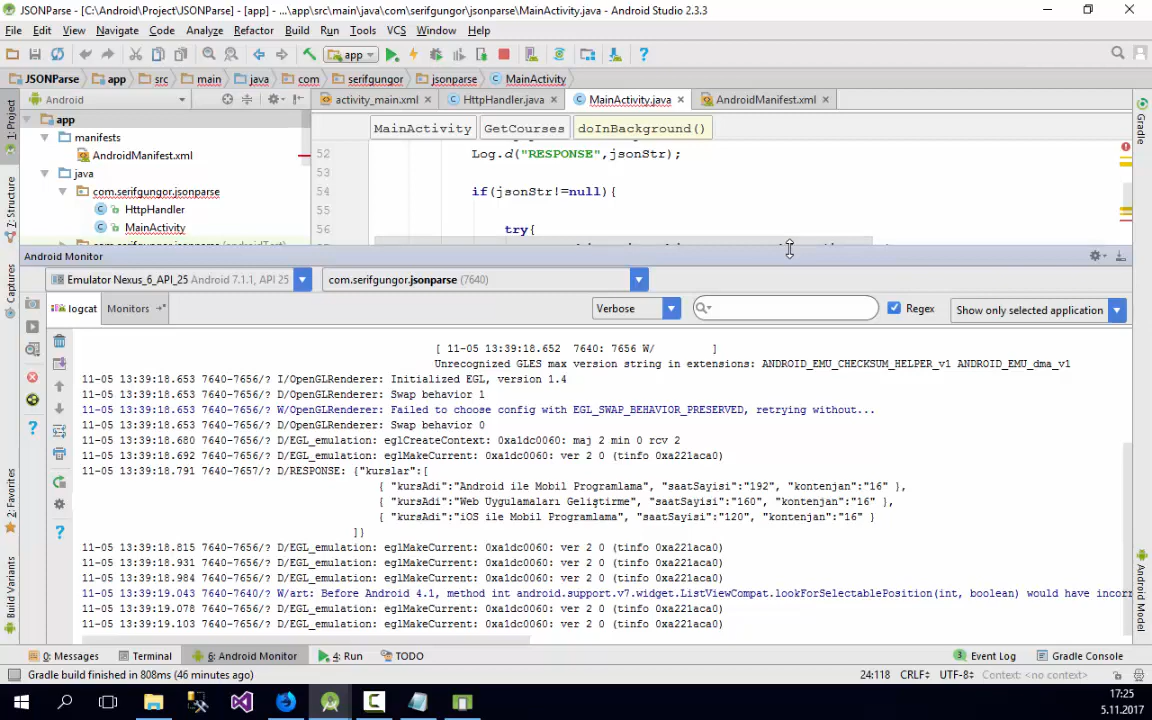 JSONParse - [C:\Android\Project\JSONParse] - [app] - ...\app\src\main\java\com\serifgungor\jsonparse\MainActivity.java - Android Studio 2.3.3
File Edit View Navigate Code Analyze Refactor Build Run Tools VCS Window Help
app
JSONParse app src main java com serifgungor jsonparse MainActivity
Android
activity_main.xml HttpHandler.java MainActivity.java AndroidManifest.xml
1: Project
7: Structure
Captures
2: Favorites
Build Variants
Gradle
Android Model
app
manifests
AndroidManifest.xml
java
com.serifgungor.jsonparse
HttpHandler
MainActivity
MainActivity GetCourses doInBackground()
52 Log.d("RESPONSE",jsonStr);
53
54 if(jsonStr!=null){
55
56 try{
Android Monitor
Emulator Nexus_6_API_25 Android 7.1.1, API 25 com.serifgungor.jsonparse (7640)
logcat Monitors Verbose Regex Show only selected application
[ 11-05 13:39:18.652 7640: 7656 W/ ]
Unrecognized GLES max version string in extensions: ANDROID_EMU_CHECKSUM_HELPER_v1 ANDROID_EMU_dma_v1
11-05 13:39:18.653 7640-7656/? I/OpenGLRenderer: Initialized EGL, version 1.4
11-05 13:39:18.653 7640-7656/? D/OpenGLRenderer: Swap behavior 1
11-05 13:39:18.653 7640-7656/? W/OpenGLRenderer: Failed to choose config with EGL_SWAP_BEHAVIOR_PRESERVED, retrying without...
11-05 13:39:18.653 7640-7656/? D/OpenGLRenderer: Swap behavior 0
11-05 13:39:18.680 7640-7656/? D/EGL_emulation: eglCreateContext: 0xa1dc0060: maj 2 min 0 rcv 2
11-05 13:39:18.692 7640-7656/? D/EGL_emulation: eglMakeCurrent: 0xa1dc0060: ver 2 0 (tinfo 0xa221aca0)
11-05 13:39:18.791 7640-7657/? D/RESPONSE: {"kurslar":[
{ "kursAdi":"Android ile Mobil Programlama", "saatSayisi":"192", "kontenjan":"16" },
{ "kursAdi":"Web Uygulamaları Geliştirme", "saatSayisi":"160", "kontenjan":"16" },
{ "kursAdi":"iOS ile Mobil Programlama", "saatSayisi":"120", "kontenjan":"16" }
]}
11-05 13:39:18.815 7640-7656/? D/EGL_emulation: eglMakeCurrent: 0xa1dc0060: ver 2 0 (tinfo 0xa221aca0)
11-05 13:39:18.931 7640-7656/? D/EGL_emulation: eglMakeCurrent: 0xa1dc0060: ver 2 0 (tinfo 0xa221aca0)
11-05 13:39:18.984 7640-7656/? D/EGL_emulation: eglMakeCurrent: 0xa1dc0060: ver 2 0 (tinfo 0xa221aca0)
11-05 13:39:19.043 7640-7640/? W/art: Before Android 4.1, method int android.support.v7.widget.ListViewCompat.lookForSelectablePosition(int, boolean) would have incorr
11-05 13:39:19.078 7640-7656/? D/EGL_emulation: eglMakeCurrent: 0xa1dc0060: ver 2 0 (tinfo 0xa221aca0)
11-05 13:39:19.103 7640-7656/? D/EGL_emulation: eglMakeCurrent: 0xa1dc0060: ver 2 0 (tinfo 0xa221aca0)
0: Messages Terminal 6: Android Monitor 4: Run TODO 3 Event Log Gradle Console
Gradle build finished in 808ms (46 minutes ago) 24:118 CRLF÷ UTF-8÷ Context: <no context>
17:25
5.11.2017